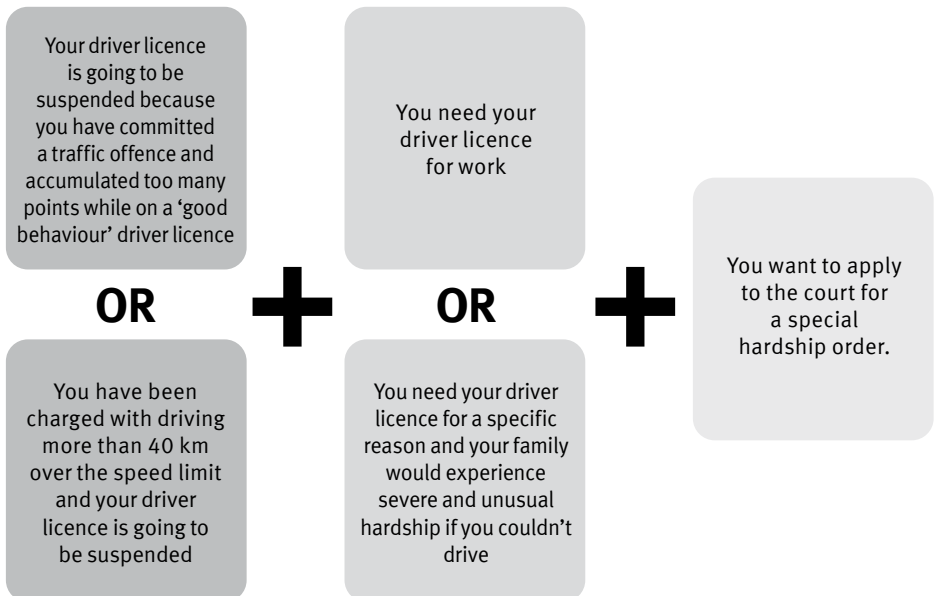 Your driver licence
is going to be
suspended because
you have committed
a traffic offence and
accumulated too many
points while on a ‘good
behaviour’ driver licence
OR
You have been
charged with driving
more than 40 km
over the speed limit
and your driver
licence is going to
be suspended
+
You need your
driver licence
for work
OR
You need your driver
licence for a specific
reason and your family
would experience
severe and unusual
hardship if you couldn’t
drive
+
You want to apply
to the court for
a special
hardship order.